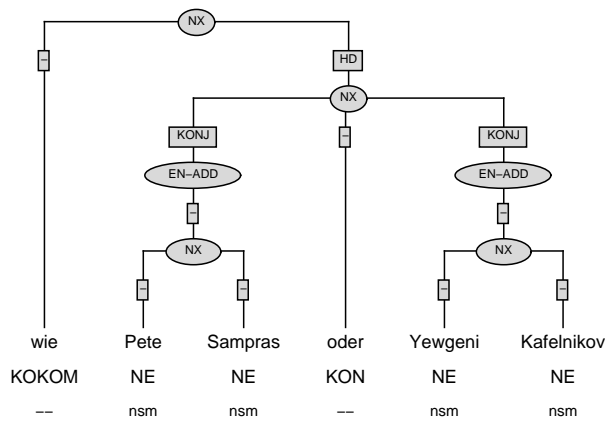 NX
– HD
NX
KONJ – KONJ
EN–ADD EN–ADD
– –
NX NX
– – – –
wie Pete Sampras oder Yewgeni Kafelnikov
KOKOM NE NE KON NE NE
–– nsm nsm –– nsm nsm